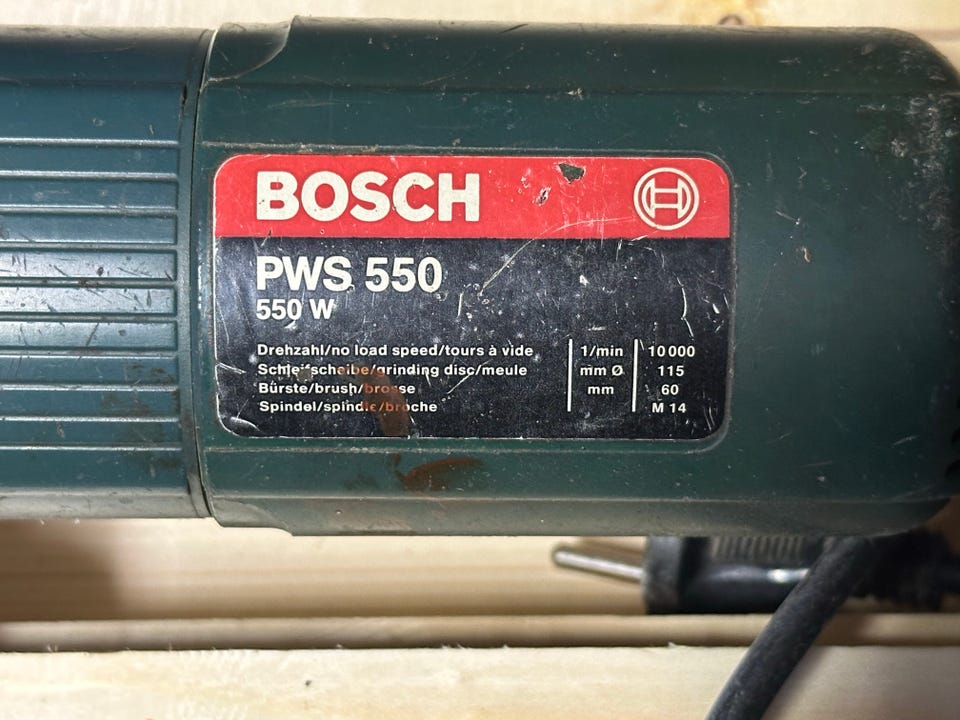 BOSCH
PWS 550
550 W
Drehzahl/no load speed/tours à vide 1/min 10 000
Schleifscheibe/grinding disc/meule mm Ø 115
Bürste/brush/brosse mm 60
Spindel/spindle/broche M 14